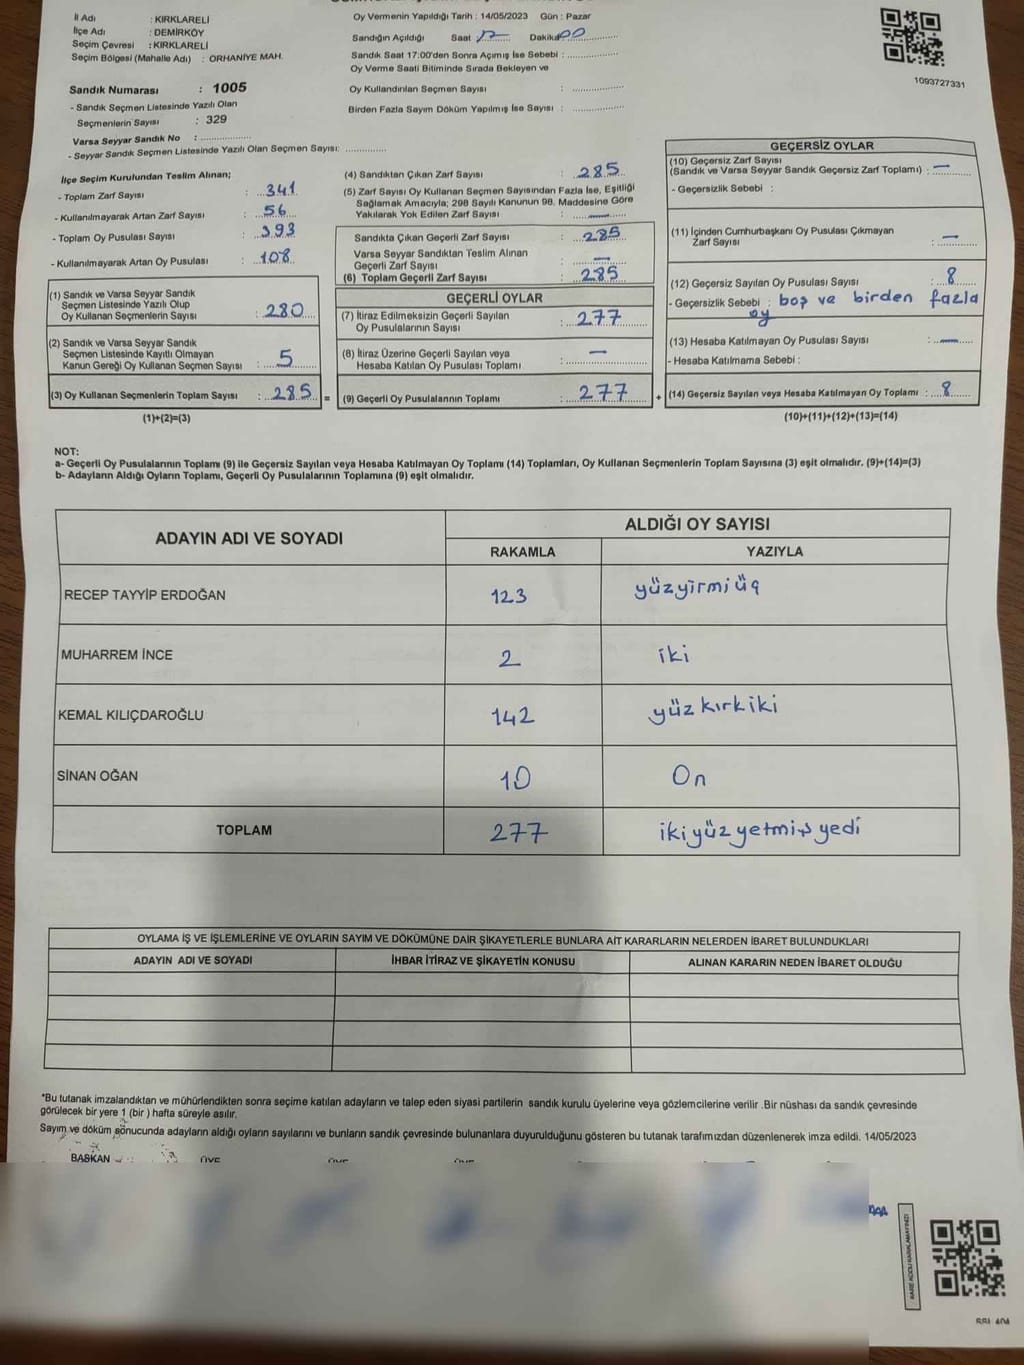 İl Adı : KIRKLARELİ
İlçe Adı : DEMİRKÖY
Seçim Çevresi : KIRKLARELİ
Seçim Bölgesi (Mahalle Adı) : ORHANİYE MAH.
Sandık Numarası : 1005
- Sandık Seçmen Listesinde Yazılı Olan
Seçmenlerin Sayısı : 329
Varsa Seyyar Sandık No : ..............
- Seyyar Sandık Seçmen Listesinde Yazılı Olan Seçmen Sayısı: ............
Oy Vermenin Yapıldığı Tarih : 14/05/2023 Gün : Pazar
Sandığın Açıldığı Saat 17 Dakika 00
Sandık Saat 17:00'den Sonra Açımış İse Sebebi : ..............
Oy Verme Saati Bitiminde Sırada Bekleyen ve
Oy Kullandırılan Seçmen Sayısı : ..............
Birden Fazla Sayım Döküm Yapılmış İse Sayısı : ..............
1093727331
İlçe Seçim Kurulundan Teslim Alınan;
- Toplam Zarf Sayısı : 341
- Kullanılmayarak Artan Zarf Sayısı : 56
- Toplam Oy Pusulası Sayısı : 393
- Kullanılmayarak Artan Oy Pusulası : 108
(1) Sandık ve Varsa Seyyar Sandık
Seçmen Listesinde Yazılı Olup
Oy Kullanan Seçmenlerin Sayısı : 280
(2) Sandık ve Varsa Seyyar Sandık
Seçmen Listesinde Kayıtlı Olmayan
Kanun Gereği Oy Kullanan Seçmen Sayısı : 5
(3) Oy Kullanan Seçmenlerin Toplam Sayısı : 285 =
(1)+(2)=(3)
(4) Sandıktan Çıkan Zarf Sayısı : 285
(5) Zarf Sayısı Oy Kullanan Seçmen Sayısından Fazla İse, Eşitliği
Sağlamak Amacıyla; 298 Sayılı Kanunun 98. Maddesine Göre
Yakılarak Yok Edilen Zarf Sayısı : —
Sandıkta Çıkan Geçerli Zarf Sayısı : 285
Varsa Seyyar Sandıktan Teslim Alınan
Geçerli Zarf Sayısı : —
(6) Toplam Geçerli Zarf Sayısı : 285
GEÇERLİ OYLAR
(7) İtiraz Edilmeksizin Geçerli Sayılan
Oy Pusulalarının Sayısı : 277
(8) İtiraz Üzerine Geçerli Sayılan veya
Hesaba Katılan Oy Pusulası Toplamı : —
(9) Geçerli Oy Pusulalarının Toplamı : 277 +
GEÇERSİZ OYLAR
(10) Geçersiz Zarf Sayısı
(Sandık ve Varsa Seyyar Sandık Geçersiz Zarf Toplamı) : —
- Geçersizlik Sebebi :
(11) İçinden Cumhurbaşkanı Oy Pusulası Çıkmayan
Zarf Sayısı : —
(12) Geçersiz Sayılan Oy Pusulası Sayısı : 8
- Geçersizlik Sebebi : boş ve birden fazla
oy
(13) Hesaba Katılmayan Oy Pusulası Sayısı : —
- Hesaba Katılmama Sebebi :
(14) Geçersiz Sayılan veya Hesaba Katılmayan Oy Toplamı : 8
(10)+(11)+(12)+(13)=(14)
NOT:
a- Geçerli Oy Pusulalarının Toplamı (9) ile Geçersiz Sayılan veya Hesaba Katılmayan Oy Toplamı (14) Toplamları, Oy Kullanan Seçmenlerin Toplam Sayısına (3) eşit olmalıdır. (9)+(14)=(3)
b- Adayların Aldığı Oyların Toplamı, Geçerli Oy Pusulalarının Toplamına (9) eşit olmalıdır.
ADAYIN ADI VE SOYADI
ALDIĞI OY SAYISI
RAKAMLA YAZIYLA
RECEP TAYYİP ERDOĞAN 123 yüzyirmiüç
MUHARREM İNCE 2 iki
KEMAL KILIÇDAROĞLU 142 yüzkırkiki
SİNAN OĞAN 10 On
TOPLAM 277 ikiyüzyetmişyedi
OYLAMA İŞ VE İŞLEMLERİNE VE OYLARIN SAYIM VE DÖKÜMÜNE DAİR ŞİKAYETLERLE BUNLARA AİT KARARLARIN NELERDEN İBARET BULUNDUKLARI
ADAYIN ADI VE SOYADI İHBAR İTİRAZ VE ŞİKAYETİN KONUSU ALINAN KARARIN NEDEN İBARET OLDUĞU
*Bu tutanak imzalandıktan ve mühürlendikten sonra seçime katılan adayların ve talep eden siyasi partilerin sandık kurulu üyelerine veya gözlemcilerine verilir .Bir nüshası da sandık çevresinde
görülecek bir yere 1 (bir ) hafta süreyle asılır.
Sayım ve döküm sonucunda adayların aldığı oyların sayılarını ve bunların sandık çevresinde bulunanlara duyurulduğunu gösteren bu tutanak tarafımızdan düzenlenerek imza edildi. 14/05/2023
BAŞKAN ÜYE ÜYE ÜYE